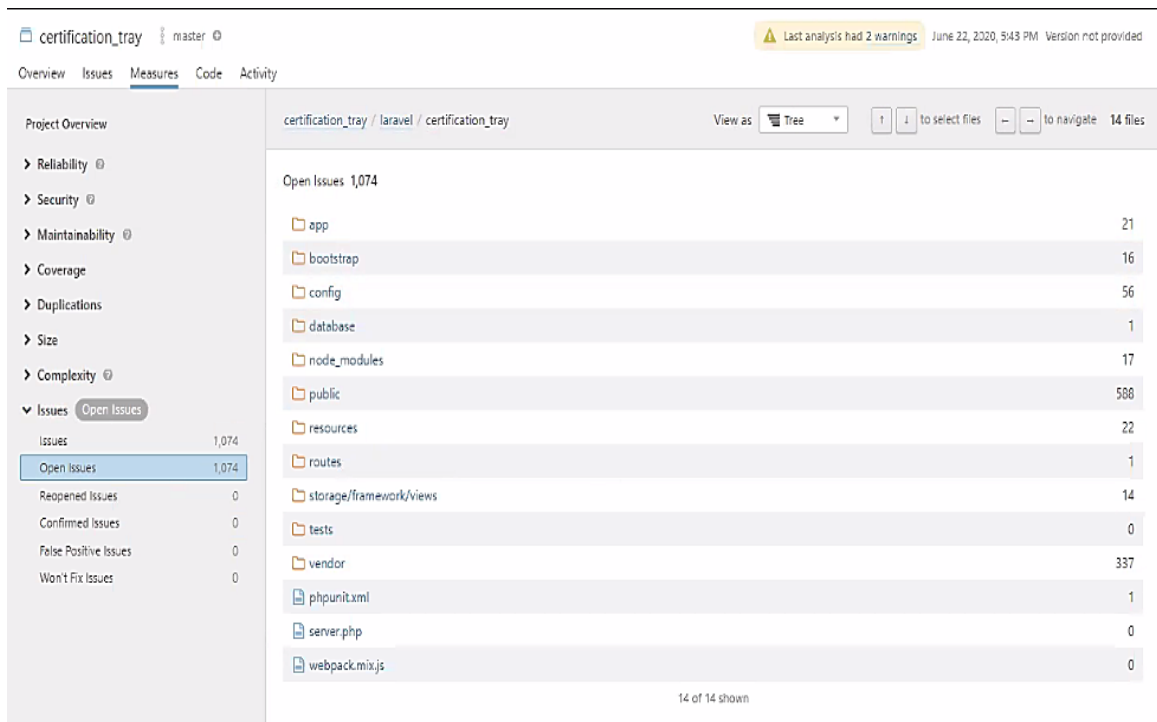 certification_tray master
Last analysis had 2 warnings June 22, 2020, 5:43 PM Version not provided
Overview Issues Measures Code Activity
Project Overview
Reliability
Security
Maintainability
Coverage
Duplications
Size
Complexity
Issues Open Issues
Issues 1,074
Open Issues 1,074
Reopened Issues 0
Confirmed Issues 0
False Positive Issues 0
Won't Fix Issues 0
certification_tray / laravel / certification_tray
View as Tree ↑ ↓ to select files ← → to navigate 14 files
Open Issues 1,074
app 21
bootstrap 16
config 56
database 1
node_modules 17
public 588
resources 22
routes 1
storage/framework/views 14
tests 0
vendor 337
phpunit.xml 1
server.php 0
webpack.mix.js 0
14 of 14 shown